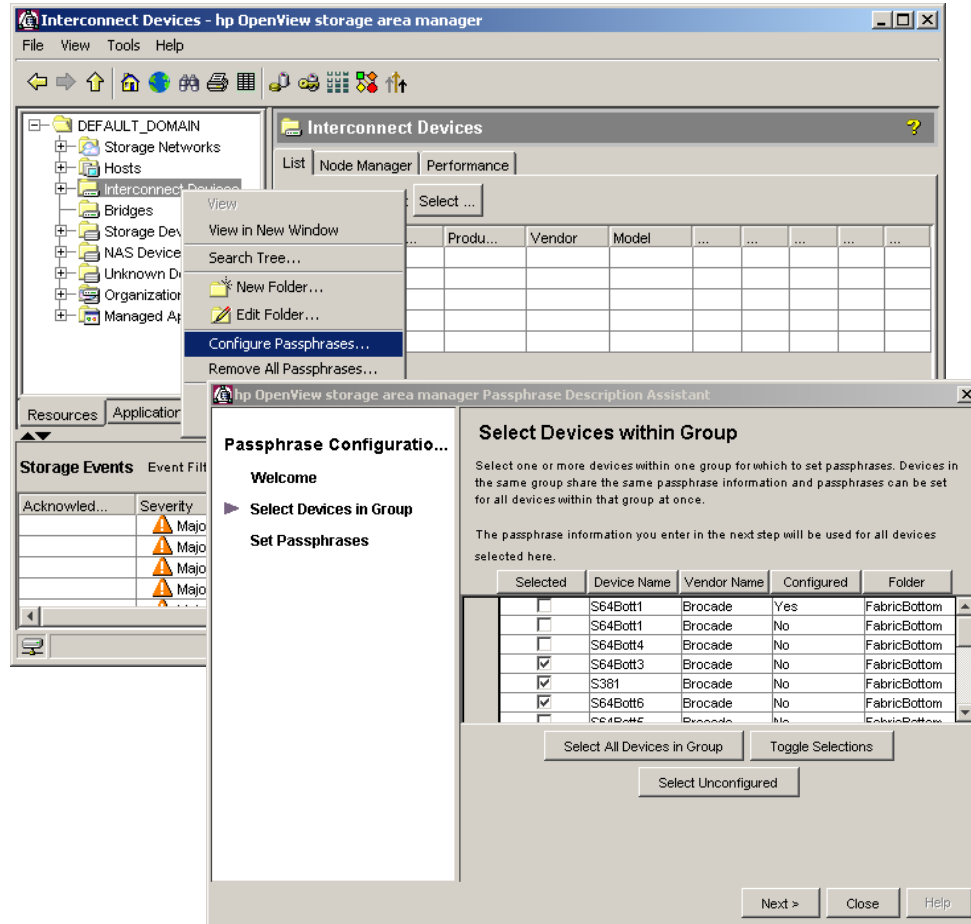 Interconnect Devices - hp OpenView storage area manager
File View Tools Help
DEFAULT_DOMAIN
Storage Networks
Hosts
Interconnect Devices
Bridges
Storage Dev
NAS Device
Unknown D
Organization
Managed Ap
Resources Application
Interconnect Devices
List Node Manager Performance
Select ...
... Produ... Vendor Model ... ... ... ... ...
View
View in New Window
Search Tree...
New Folder...
Edit Folder...
Configure Passphrases...
Remove All Passphrases...
Storage Events Event Filt
Acknowled... Severity
Majo
Majo
Majo
Majo
hp OpenView storage area manager Passphrase Description Assistant
Passphrase Configuratio...
Welcome
Select Devices in Group
Set Passphrases
Select Devices within Group
Select one or more devices within one group for which to set passphrases. Devices in
the same group share the same passphrase information and passphrases can be set
for all devices within that group at once.
The passphrase information you enter in the next step will be used for all devices
selected here.
Selected Device Name Vendor Name Configured Folder
S64Bott1 Brocade Yes FabricBottom
S64Bott1 Brocade No FabricBottom
S64Bott4 Brocade No FabricBottom
S64Bott3 Brocade No FabricBottom
S381 Brocade No FabricBottom
S64Bott6 Brocade No FabricBottom
Select All Devices in Group Toggle Selections
Select Unconfigured
Next > Close Help